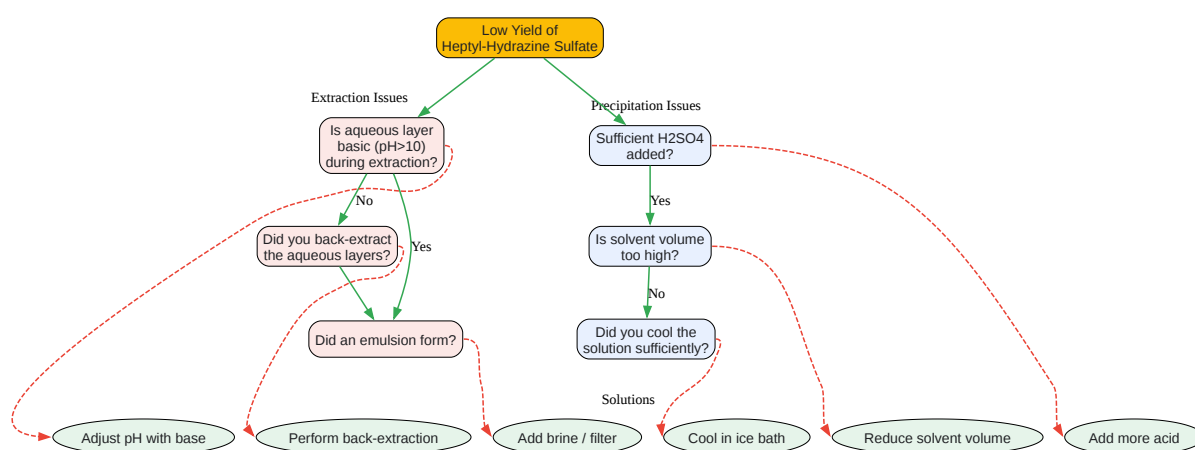 Low Yield of
Heptyl-Hydrazine Sulfate
Extraction Issues
Precipitation Issues
Is aqueous layer
basic (pH>10)
during extraction?
Sufficient H2SO4
added?
No
Yes
Did you back-extract
the aqueous layers?
Yes
Is solvent volume
too high?
No
Did an emulsion form?
Did you cool the
solution sufficiently?
Solutions
Adjust pH with base
Perform back-extraction
Add brine / filter
Cool in ice bath
Reduce solvent volume
Add more acid